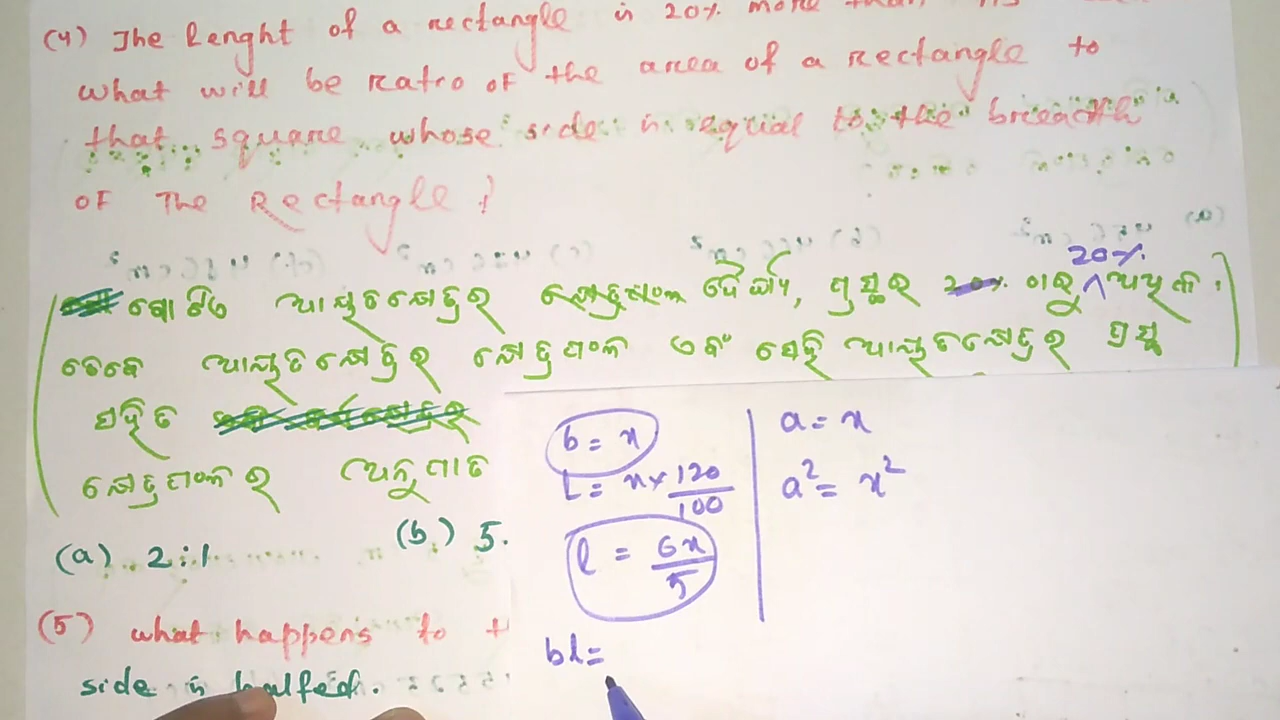 (4) The Lenght of a rectangle is 20% more than
what will be ratio of the area of a rectangle to
that square whose side is equal to the breadth
of The Rectangle?
ଗୋଟିଏ ଆୟତକ୍ଷେତ୍ରର ଦୈର୍ଘ୍ୟ, ପ୍ରସ୍ଥର ଠାରୁ 20% ଅଧିକ ।
ତେବେ ଆୟତକ୍ଷେତ୍ରର କ୍ଷେତ୍ରଫଳ ଏବଂ ସେହି ଆୟତକ୍ଷେତ୍ରର ପ୍ରସ୍ଥ
ସହିତ
କ୍ଷେତ୍ରଫଳର ଅନୁପାତ
(a) 2:1 (b) 5.
(5) what happens to
side is halfed.
b = x
L = x × 120/100
l = 6x/5
bl =
a = x
a² = x²